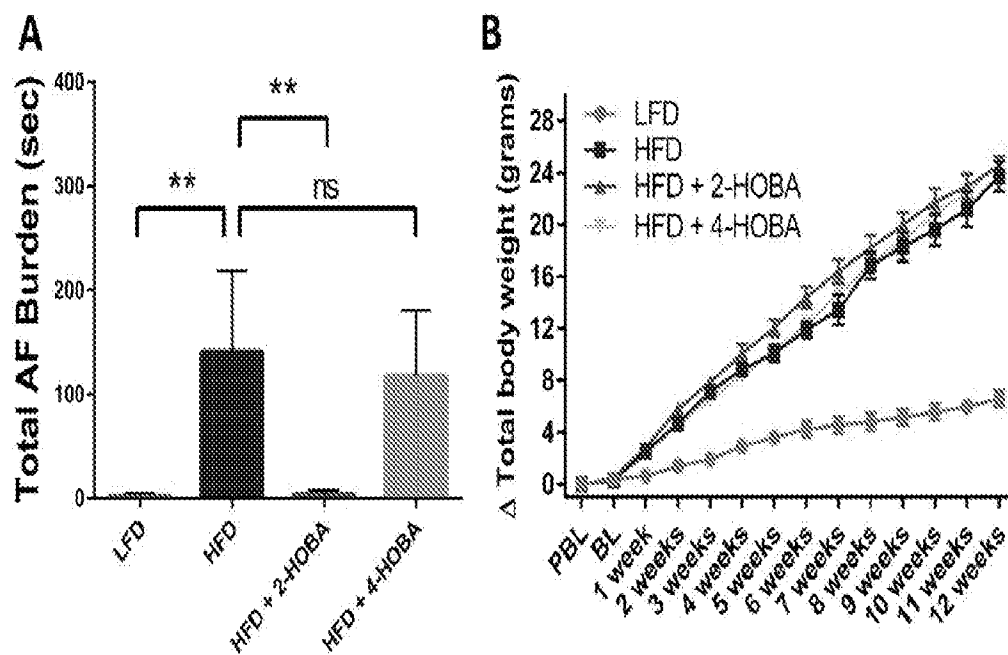 A
Total AF Burden (sec)
400
300
200
100
0
**
**
ns
LFD
HFD
HFD + 2-HOBA
HFD + 4-HOBA
B
Δ Total body weight (grams)
28
24
20
16
12
8
4
0
LFD
HFD
HFD + 2-HOBA
HFD + 4-HOBA
PBL
BL
1 week
2 weeks
3 weeks
4 weeks
5 weeks
6 weeks
7 weeks
8 weeks
9 weeks
10 weeks
11 weeks
12 weeks